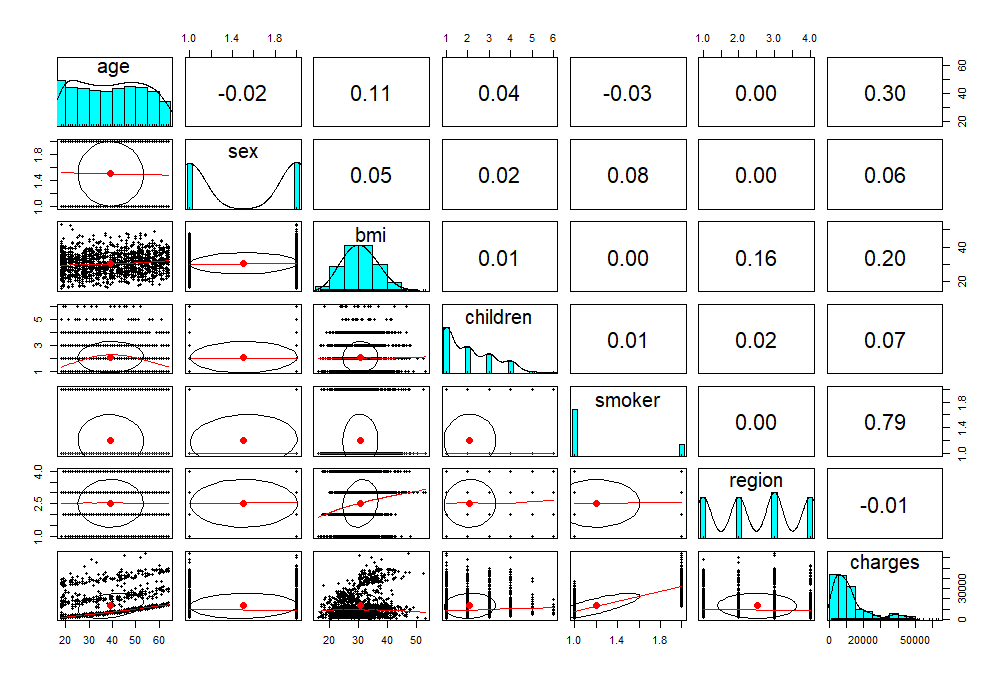 1.0 1.4 1.8 1 2 3 4 5 6 1.0 2.0 3.0 4.0
age -0.02 0.11 0.04 -0.03 0.00 0.30 20 40 60
1.0 1.4 1.8 sex 0.05 0.02 0.08 0.00 0.06
bmi 0.01 0.00 0.16 0.20 20 40
1 3 5 children 0.01 0.02 0.07
smoker 0.00 0.79 1.0 1.4 1.8
1.0 2.5 4.0 region -0.01
charges 0 30000
20 30 40 50 60 20 30 40 50 1.0 1.4 1.8 0 20000 50000